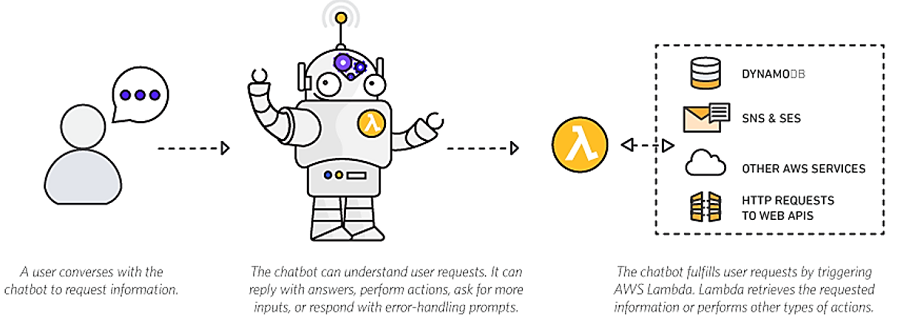 DYNAMODB
SNS & SES
OTHER AWS SERVICES
HTTP REQUESTS
TO WEB APIS
A user converses with the
chatbot to request information.
The chatbot can understand user requests. It can
reply with answers, perform actions, ask for more
inputs, or respond with error-handling prompts.
The chatbot fulfills user requests by triggering
AWS Lambda. Lambda retrieves the requested
information or performs other types of actions.